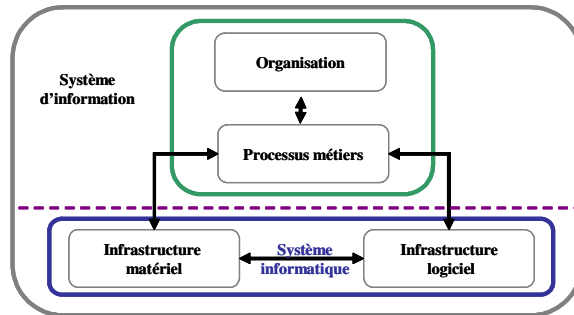 Organisation
Système
d'information
Processus métiers
Infrastructure
matériel
Système
informatique
Infrastructure
logiciel